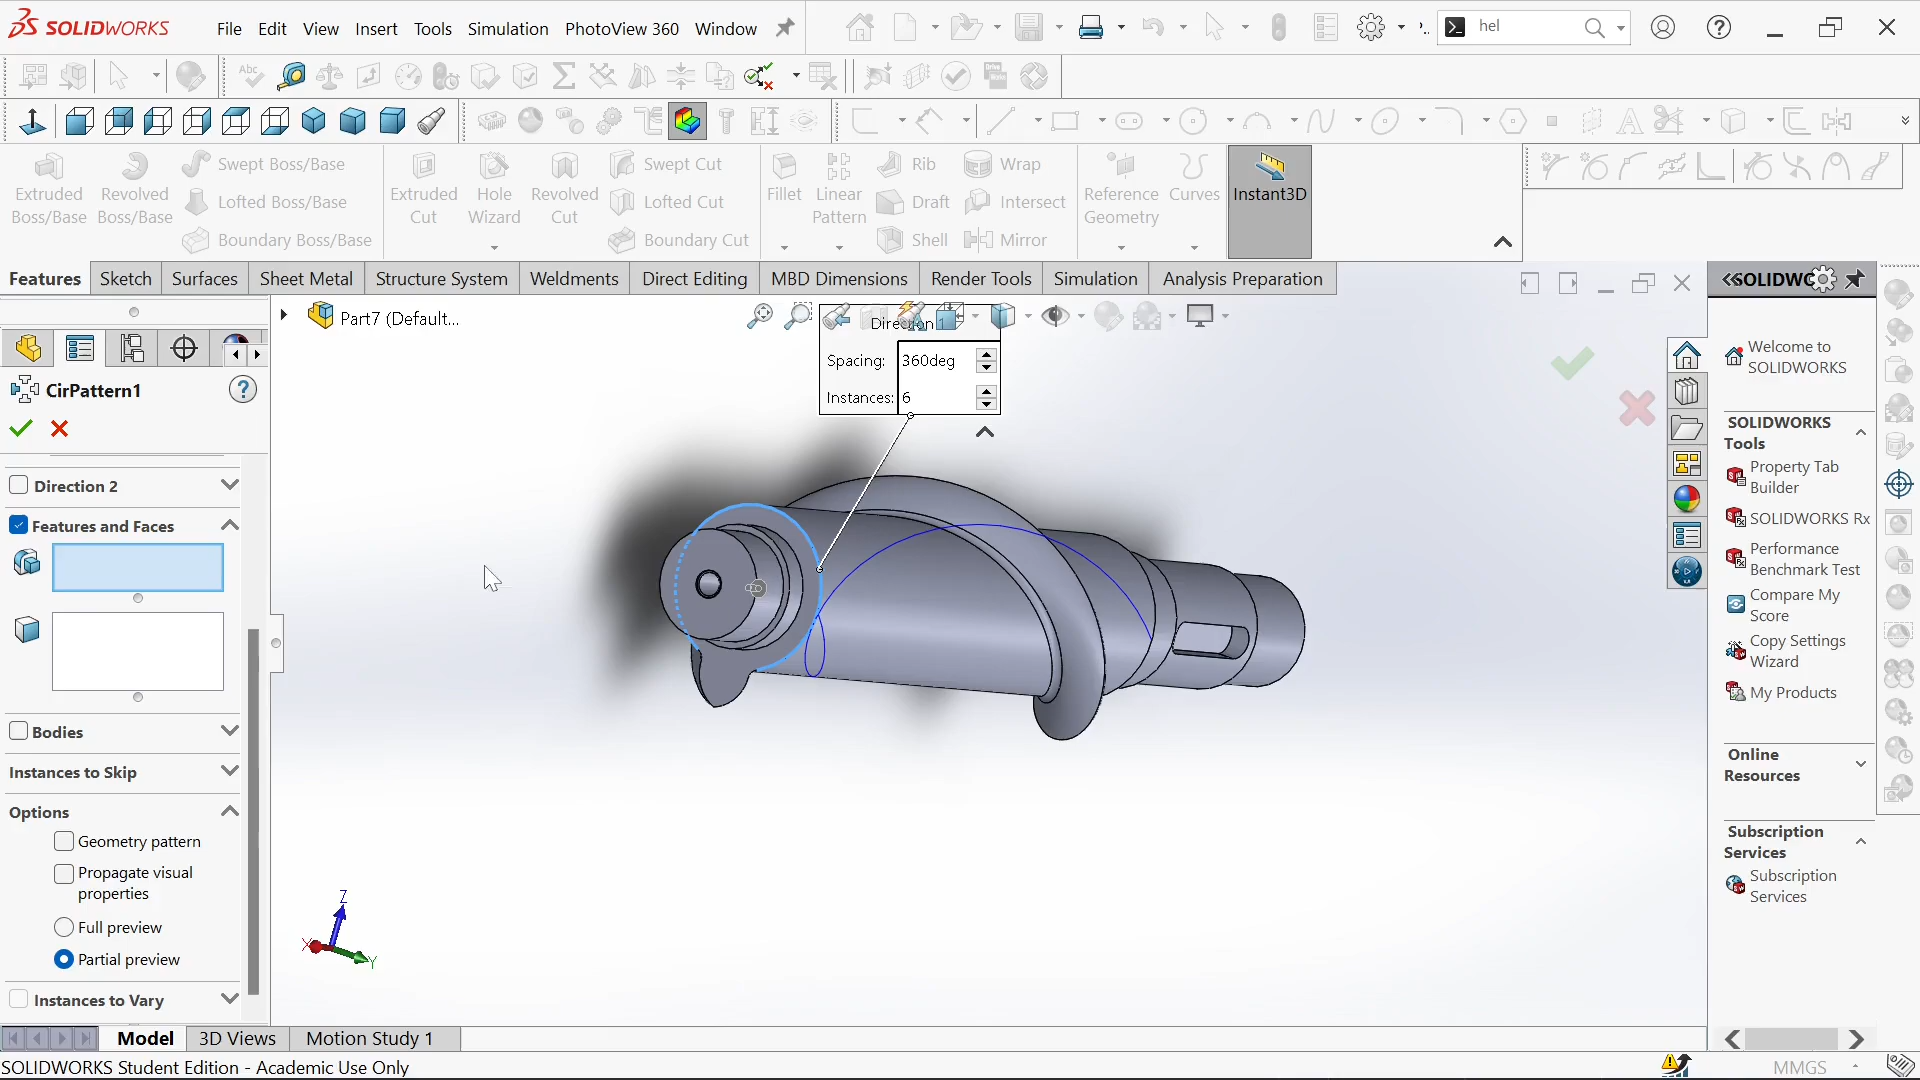 SOLIDWORKS
File Edit View Insert Tools Simulation PhotoView 360 Window
hel
Extruded Boss/Base
Revolved Boss/Base
Swept Boss/Base
Lofted Boss/Base
Boundary Boss/Base
Extruded Cut
Hole Wizard
Revolved Cut
Swept Cut
Lofted Cut
Boundary Cut
Fillet
Linear Pattern
Rib
Draft
Shell
Wrap
Intersect
Mirror
Reference Geometry
Curves
Instant3D
Features Sketch Surfaces Sheet Metal Structure System Weldments Direct Editing MBD Dimensions Render Tools Simulation Analysis Preparation
Part7 (Default...
CirPattern1
Direction 2
Features and Faces
Bodies
Instances to Skip
Options
Geometry pattern
Propagate visual
properties
Full preview
Partial preview
Instances to Vary
Direction 1
Spacing: 360deg
Instances: 6
Z
X
Y
Welcome to
SOLIDWORKS
SOLIDWORKS
Tools
Property Tab
Builder
SOLIDWORKS Rx
Performance
Benchmark Test
Compare My
Score
Copy Settings
Wizard
My Products
Online
Resources
Subscription
Services
Subscription
Services
Model 3D Views Motion Study 1
SOLIDWORKS Student Edition - Academic Use Only
MMGS